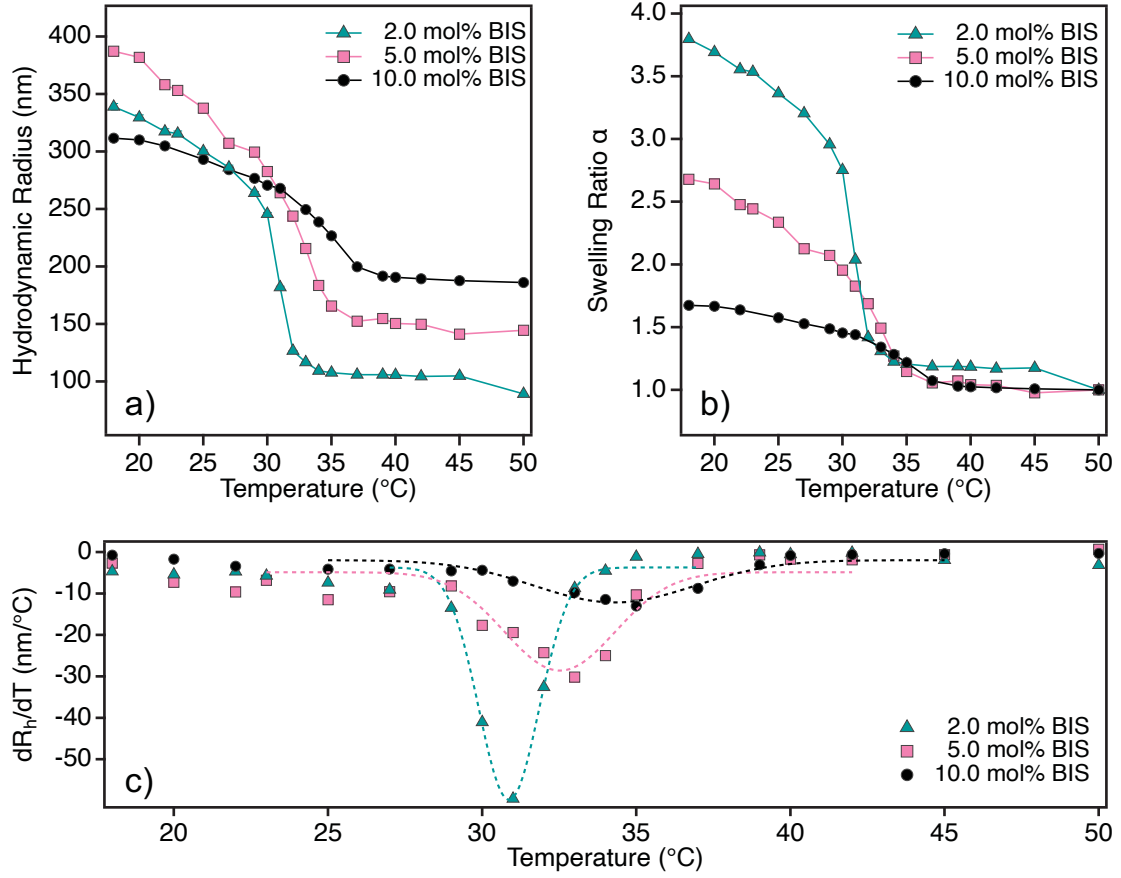 400
350
300
250
200
150
100
Hydrodynamic Radius (nm)
2.0 mol% BIS
5.0 mol% BIS
10.0 mol% BIS
a)
20 25 30 35 40 45 50
Temperature (°C)
4.0
3.5
3.0
2.5
2.0
1.5
1.0
Swelling Ratio α
2.0 mol% BIS
5.0 mol% BIS
10.0 mol% BIS
b)
20 25 30 35 40 45 50
Temperature (°C)
0
-10
-20
-30
-40
-50
dRh/dT (nm/°C)
2.0 mol% BIS
5.0 mol% BIS
10.0 mol% BIS
c)
20 25 30 35 40 45 50
Temperature (°C)